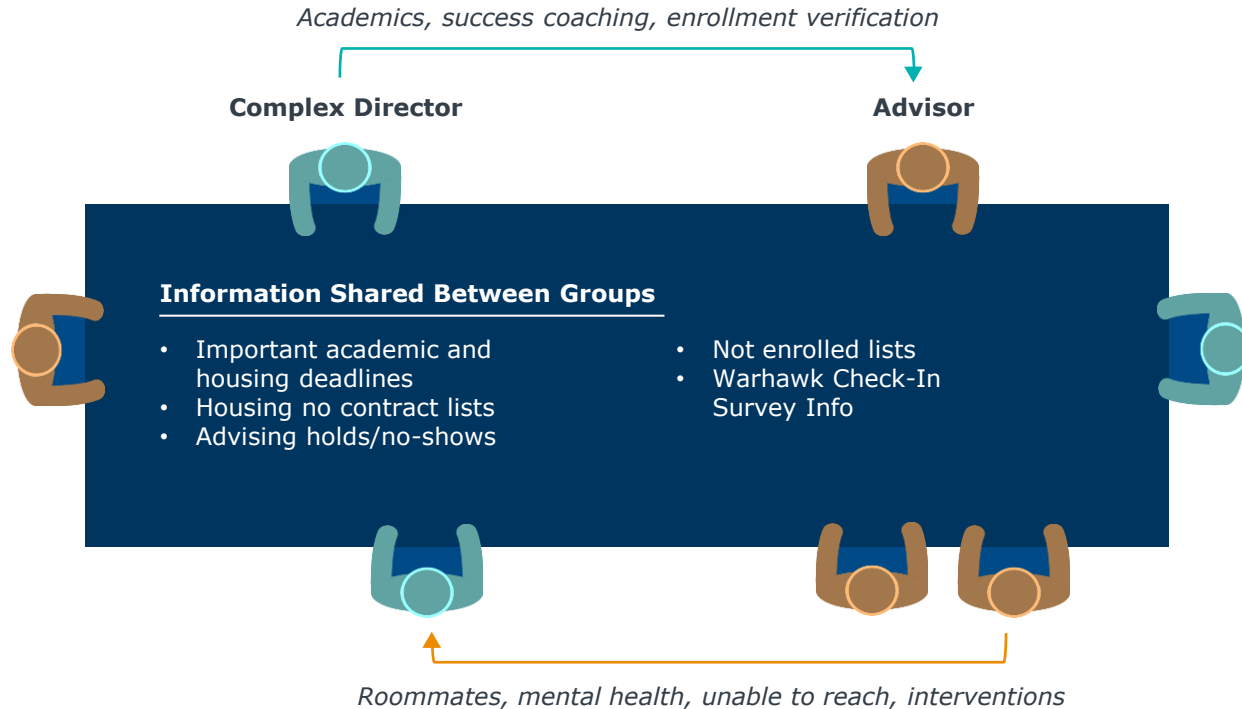 Academics, success coaching, enrollment verification
Complex Director
Advisor
Information Shared Between Groups
• Important academic and
housing deadlines
• Housing no contract lists
• Advising holds/no-shows
• Not enrolled lists
• Warhawk Check-In
Survey Info
Roommates, mental health, unable to reach, interventions